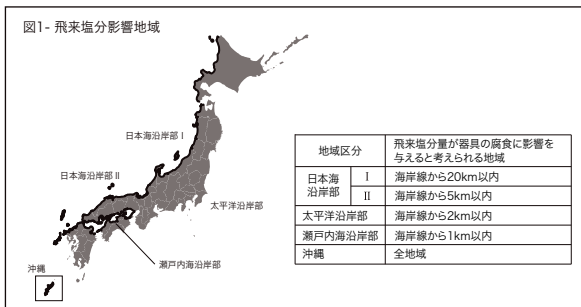 図1- 飛来塩分影響地域
日本海沿岸部Ⅰ
日本海沿岸部Ⅱ
太平洋沿岸部
瀬戸内海沿岸部
沖縄
地域区分
飛来塩分量が器具の腐食に影響を
与えると考えられる地域
日本海
沿岸部
Ⅰ
海岸線から20km以内
Ⅱ
海岸線から5km以内
太平洋沿岸部
海岸線から2km以内
瀬戸内海沿岸部
海岸線から1km以内
沖縄
全地域